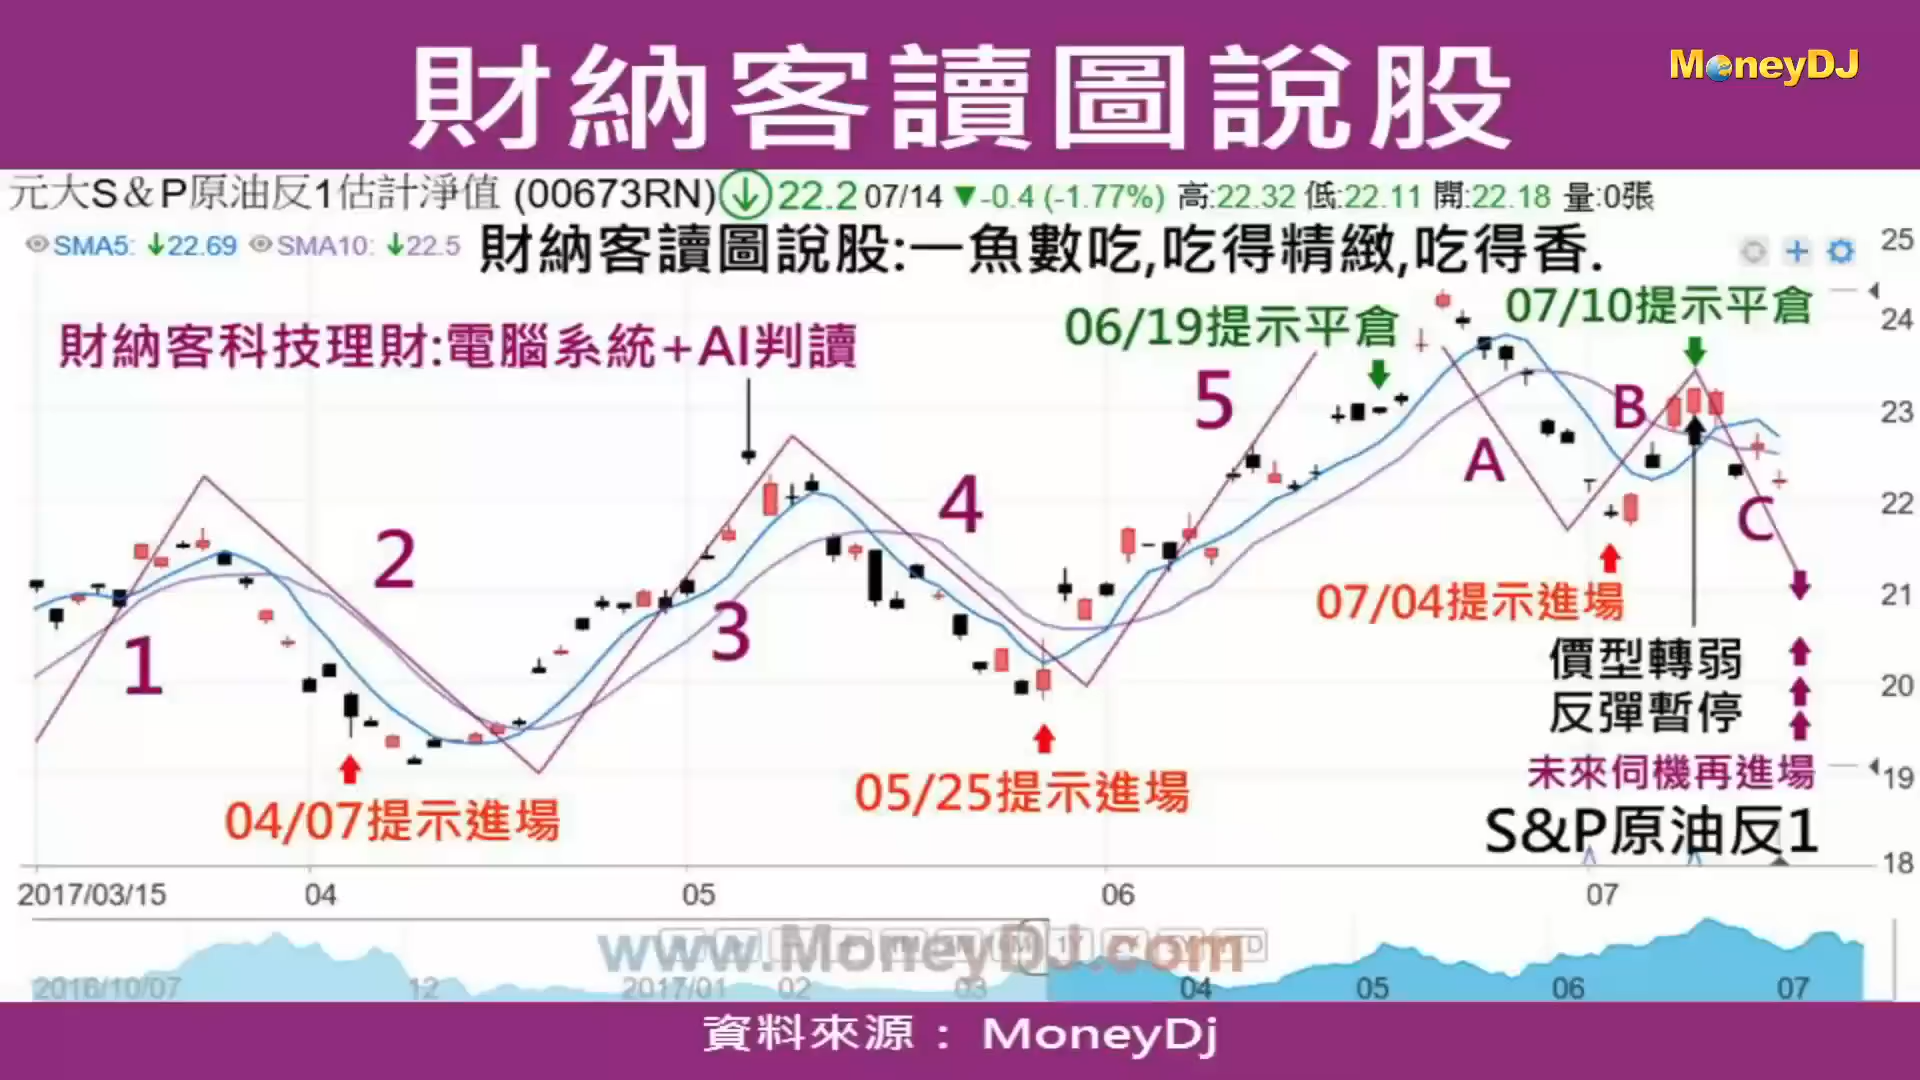 財納客讀圖說股
MoneyDJ
元大S&P原油反1估計淨值 (00673RN) 22.2 07/14 ▼-0.4 (-1.77%) 高:22.32 低:22.11 開:22.18 量:0張
SMA5: 22.69 SMA10: 22.5
財納客讀圖說股:一魚數吃,吃得精緻,吃得香.
財納客科技理財:電腦系統+AI判讀
06/19提示平倉
07/10提示平倉
25
24
23
22
21
20
19
18
1
2
3
4
5
A
B
C
04/07提示進場
05/25提示進場
07/04提示進場
價型轉弱
反彈暫停
未來伺機再進場
S&P原油反1
2017/03/15 04 05 06 07
www.MoneyDJ.com
2016/10/07 12 2017/01 02 03 04 05 06 07
資料來源： MoneyDj